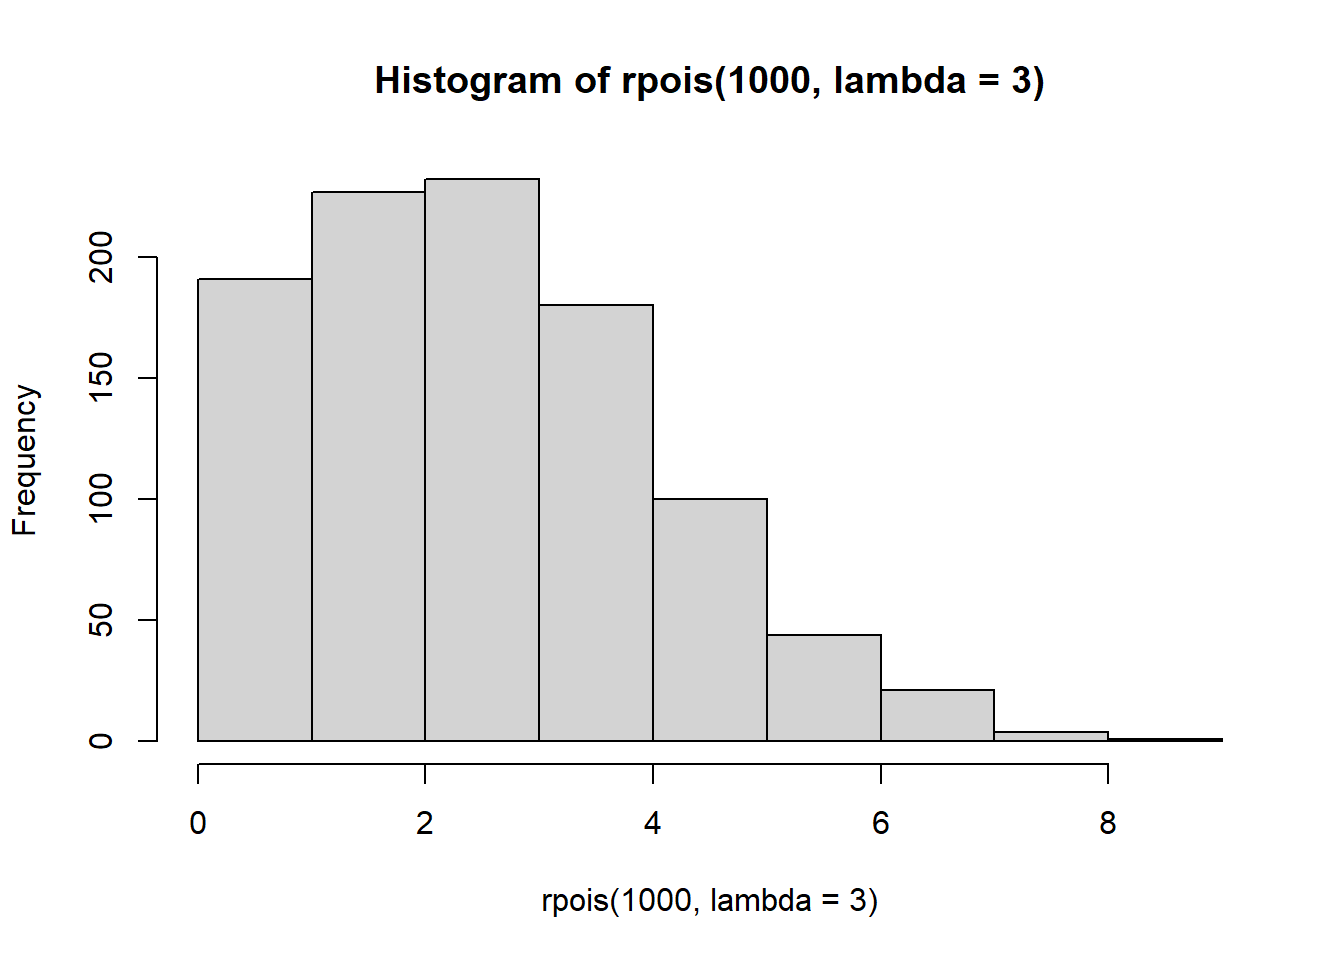 Histogram of rpois(1000, lambda = 3)
Frequency
200
150
100
50
0
0 2 4 6 8
rpois(1000, lambda = 3)